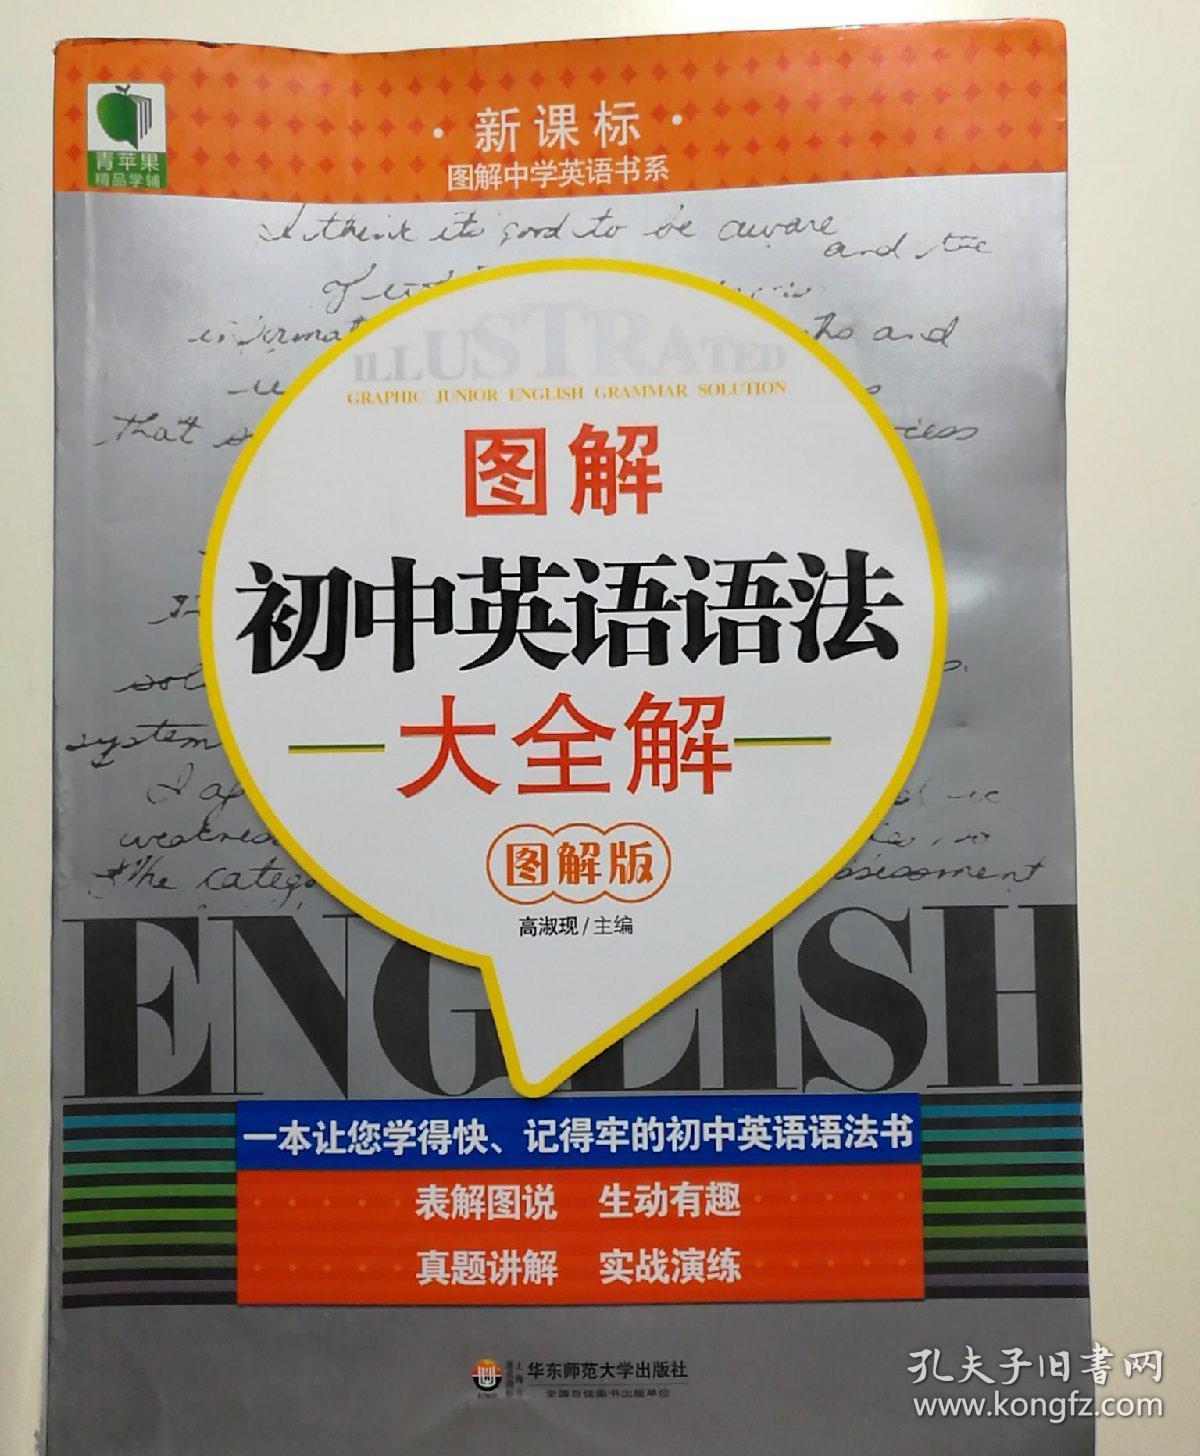 青苹果
精品学辅
·新课标·
图解中学英语书系
I think it's good to be aware
and the
that
system
The catego
ILLUSTRATED
GRAPHIC JUNIOR ENGLISH GRAMMAR SOLUTION
图解
初中英语语法
大全解
图解版
高淑现/主编
ENGLISH
一本让您学得快、记得牢的初中英语语法书
表解图说 生动有趣
真题讲解 实战演练
华东师范大学出版社
全国百佳图书出版单位
孔夫子旧书网
www.kongfz.com